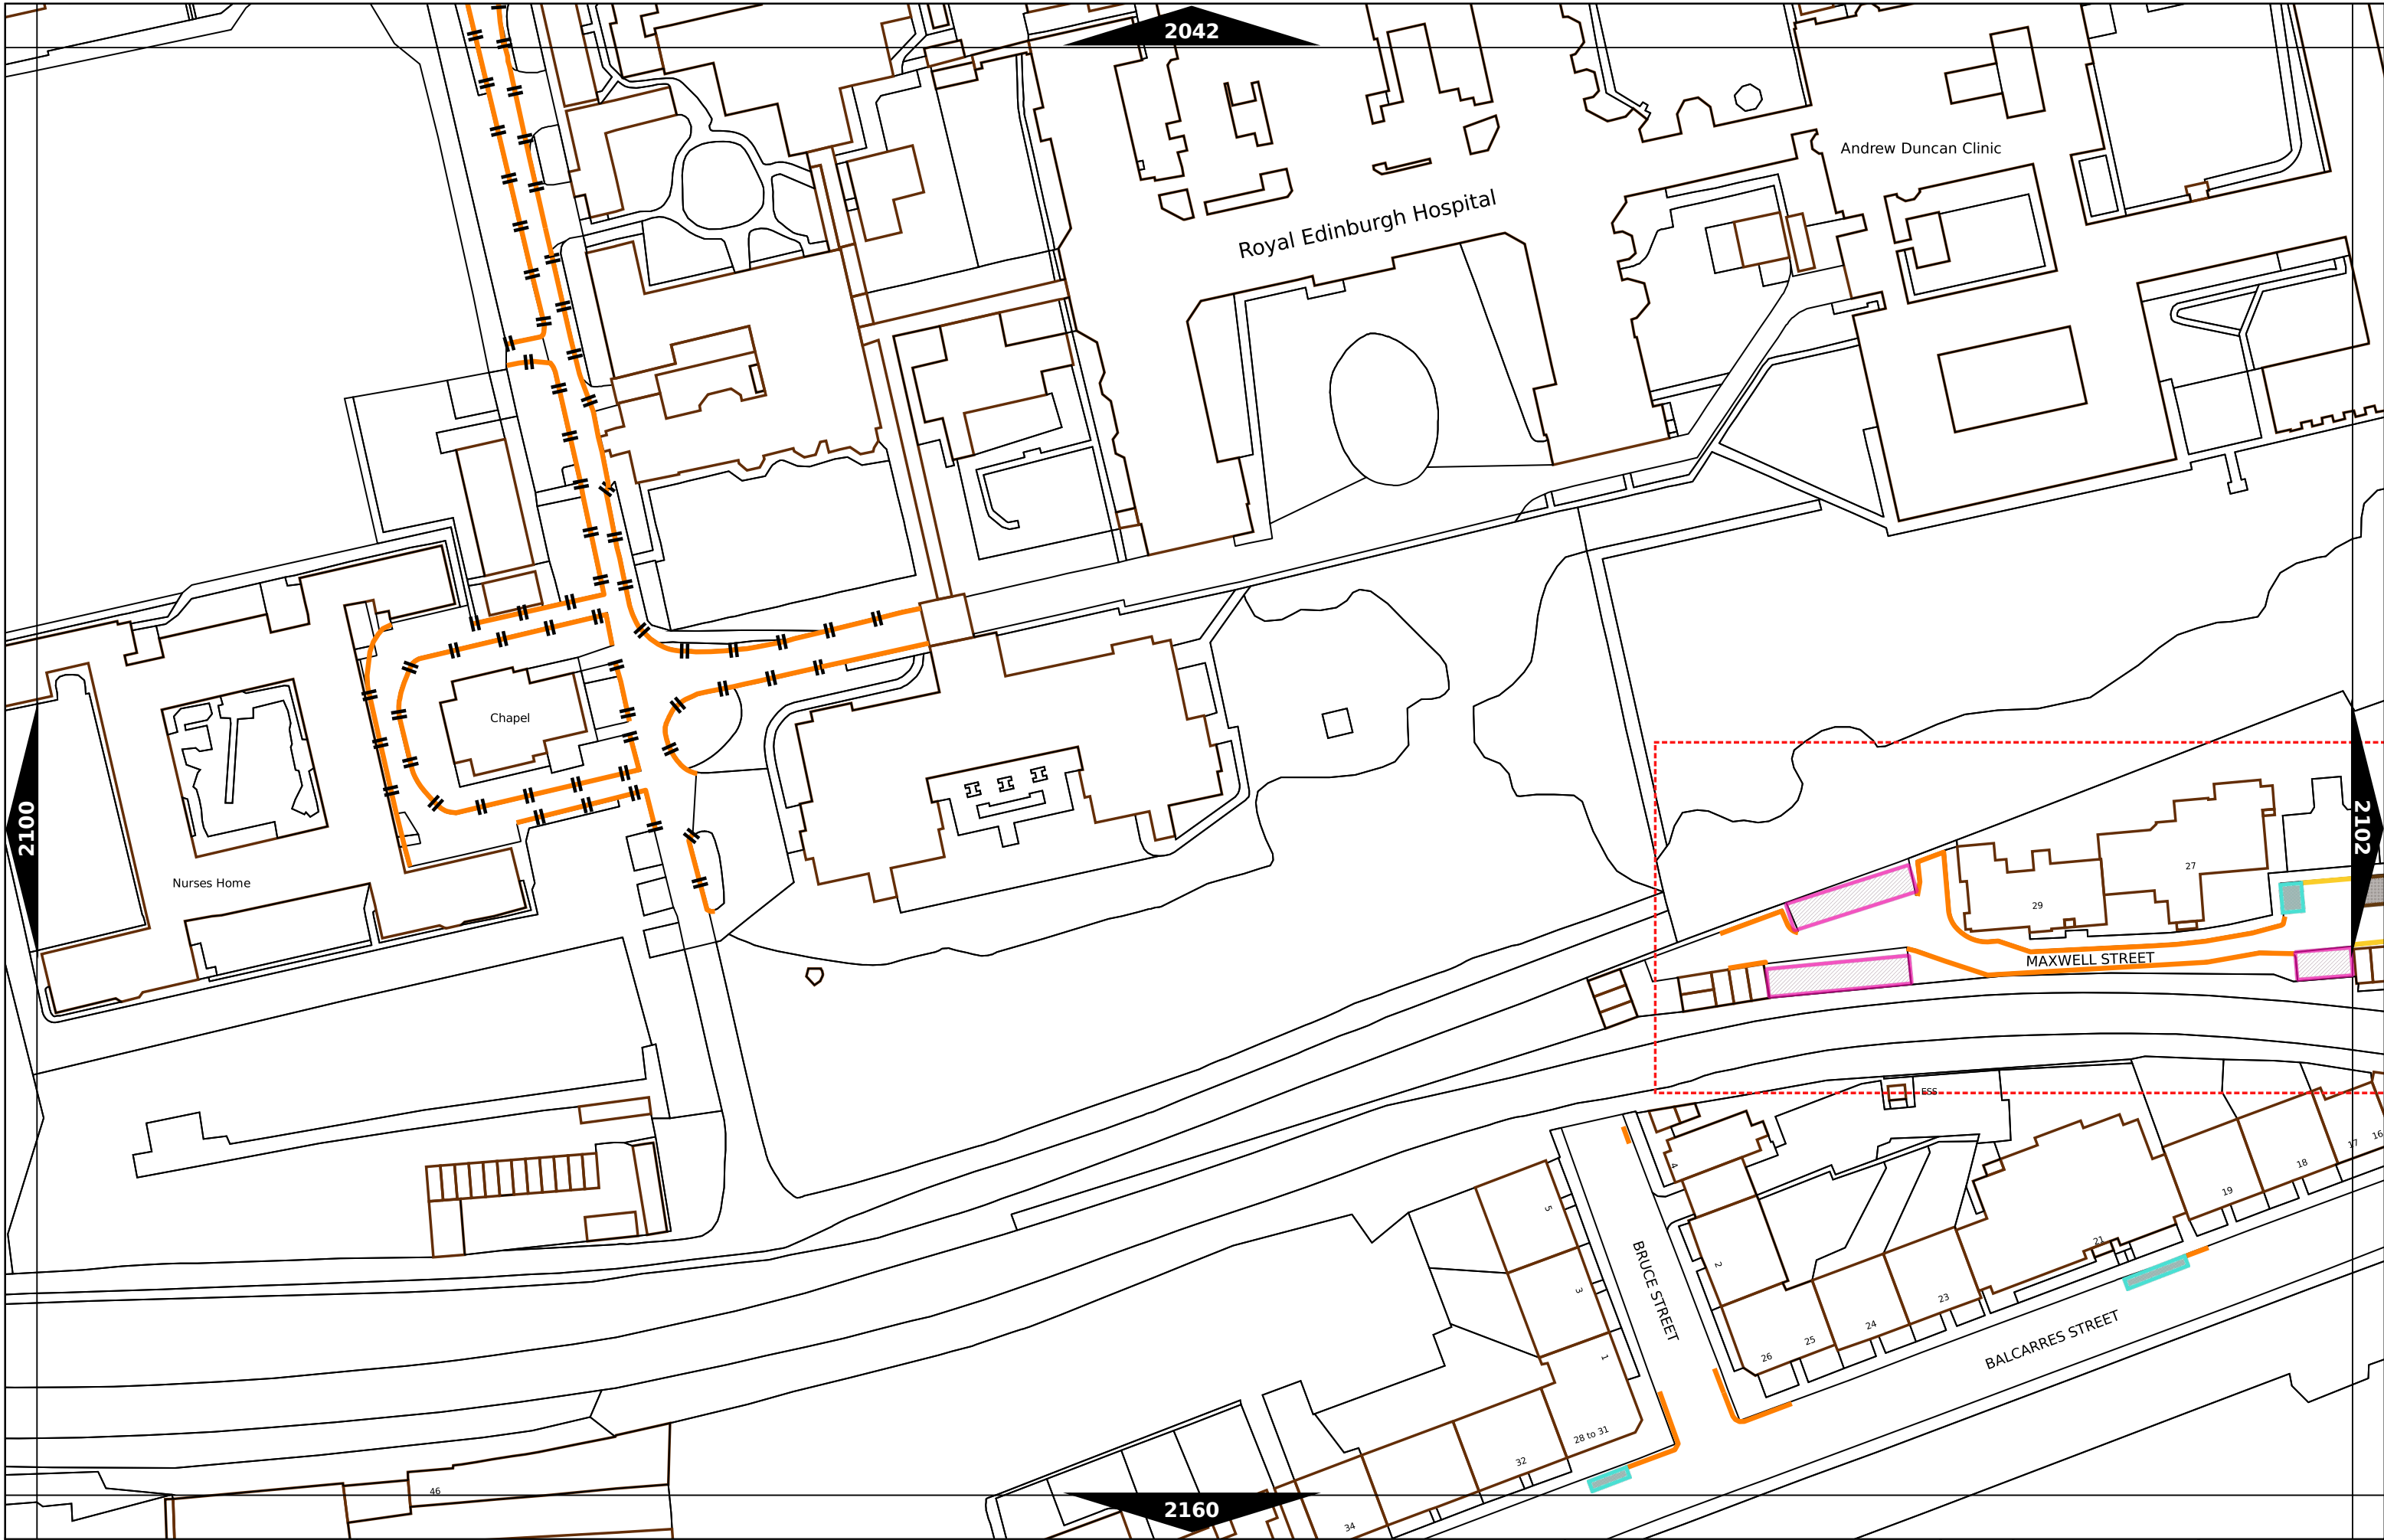 2042
Andrew Duncan Clinic
Royal Edinburgh Hospital
Chapel
2100
2102
Nurses Home
27
29
MAXWELL STREET
ESS
4
5
2
3
1
BRUCE STREET
16
17
18
19
21
23
24
25
26
BALCARRES STREET
28 to 31
32
34
46
2160